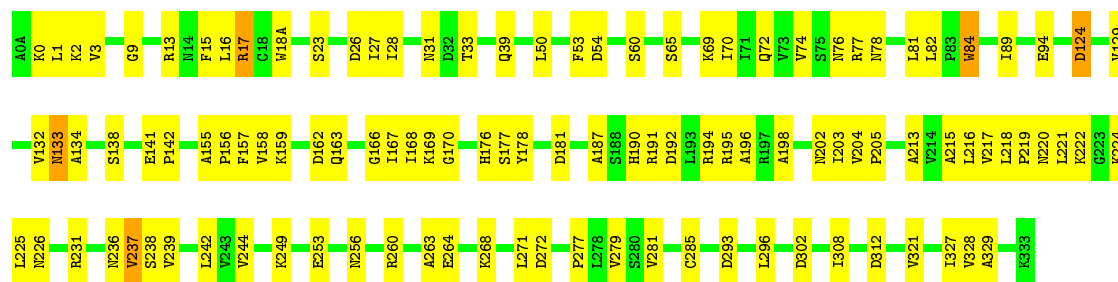 A0A K0 L1 K2 V3 G9 R13 N14 F15 L16 R17 C18 W18A S23 D26 I27 I28 N31 D32 T33 Q39 L50 F53 D54 S60 S65 K69 I70 I71 Q72 V73 V74 S75 N76 R77 N78 L81 L82 P83 W84 I89 E94 D124
V132 N133 A134 S138 E141 P142 A155 P156 F157 V158 K159 D162 Q163 G166 I167 I168 K169 G170 H176 S177 Y178 D181 A187 S188 H190 R191 D192 L193 R194 R195 A196 R197 A198 N202 I203 V204 P205 A213 V214 A215 L216 V217 L218 P219 N220 L221 K222 G223 K224
L225 N226 R231 N236 V237 S238 V239 L242 V243 V244 K249 E253 N256 R260 A263 E264 K268 L271 D272 P277 L278 V279 S280 V281 C285 D293 L296 D302 I308 D312 V321 I327 V328 A329 K333